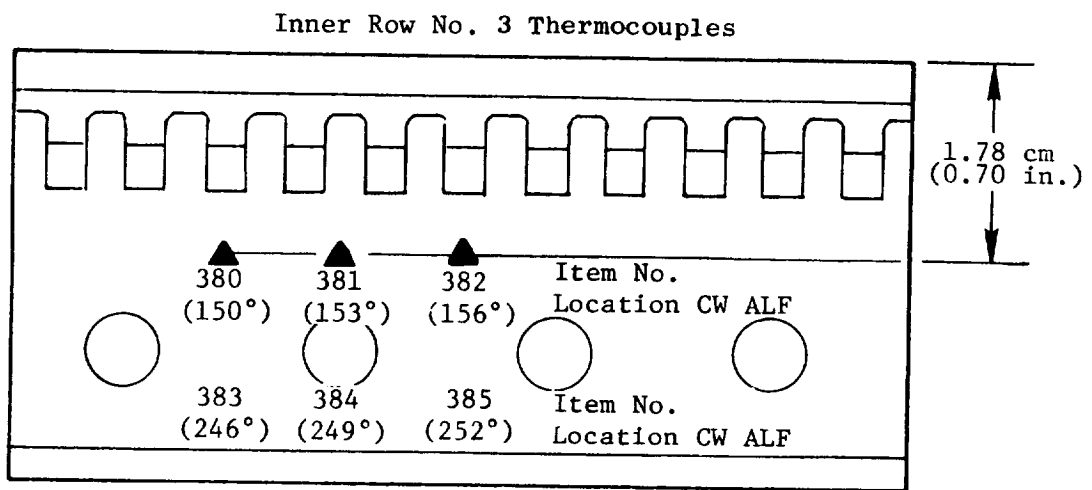 Inner Row No. 3 Thermocouples
1.78 cm
(0.70 in.)
380 381 382 Item No.
(150°) (153°) (156°) Location CW ALF
383 384 385 Item No.
(246°) (249°) (252°) Location CW ALF